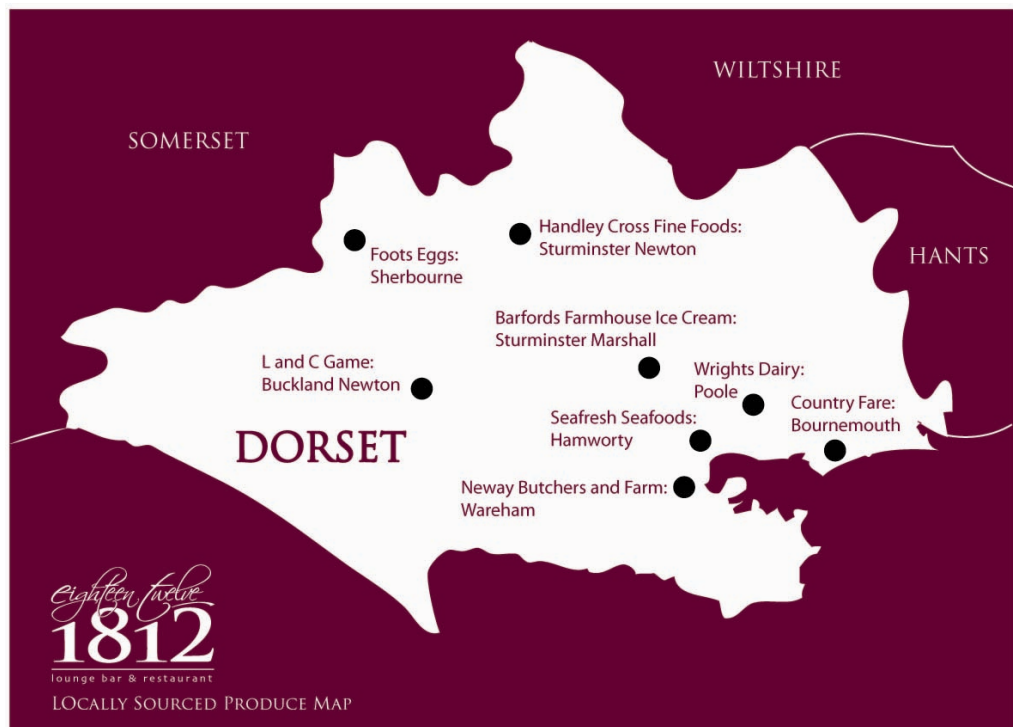 WILTSHIRE
SOMERSET
HANTS
Handley Cross Fine Foods:
Sturminster Newton
Foots Eggs:
Sherbourne
Barfords Farmhouse Ice Cream:
Sturminster Marshall
L and C Game:
Buckland Newton
Wrights Dairy:
Poole
Country Fare:
Bournemouth
Seafresh Seafoods:
Hamworty
DORSET
Neway Butchers and Farm:
Wareham
eighteen twelve
1812
lounge bar & restaurant
LOcally Sourced Produce Map